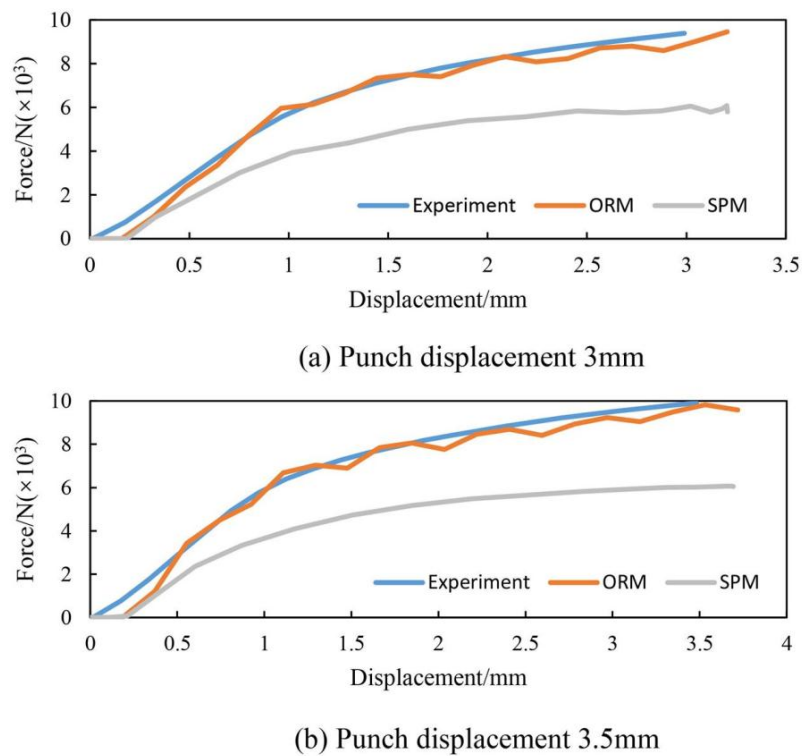 10
8
6
4
2
0
Force/N(×10³)
Experiment ORM SPM
0 0.5 1 1.5 2 2.5 3 3.5
Displacement/mm
(a) Punch displacement 3mm
10
8
6
4
2
0
Force/N(×10³)
Experiment ORM SPM
0 0.5 1 1.5 2 2.5 3 3.5 4
Displacement/mm
(b) Punch displacement 3.5mm